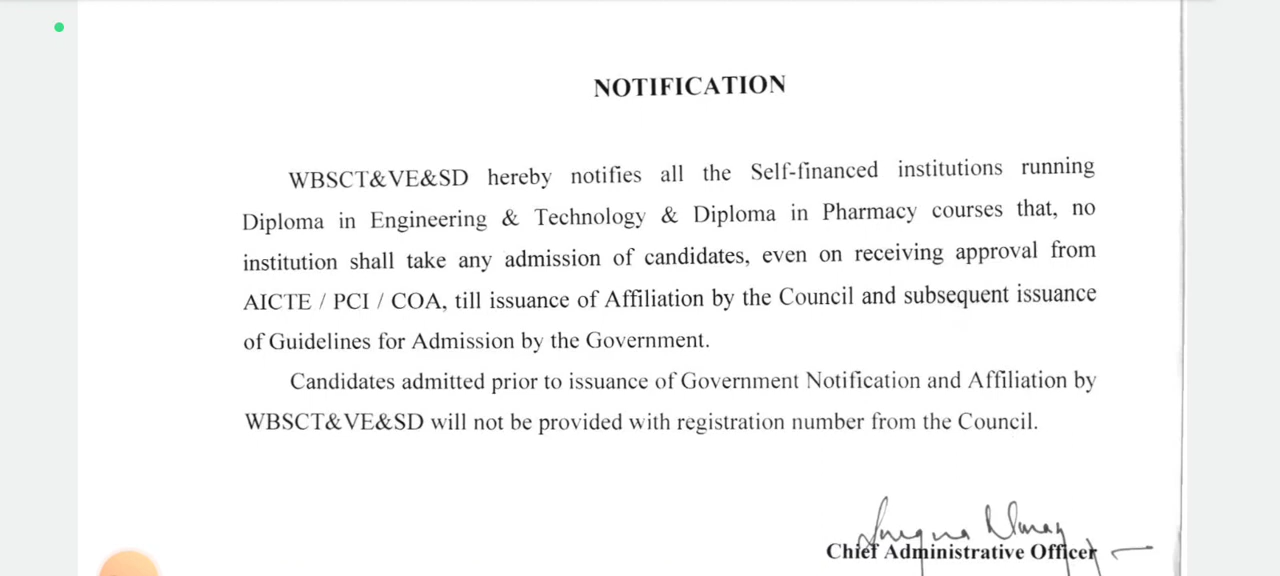 NOTIFICATION
WBSCT&VE&SD hereby notifies all the Self-financed institutions running
Diploma in Engineering & Technology & Diploma in Pharmacy courses that, no
institution shall take any admission of candidates, even on receiving approval from
AICTE / PCI / COA, till issuance of Affiliation by the Council and subsequent issuance
of Guidelines for Admission by the Government.
Candidates admitted prior to issuance of Government Notification and Affiliation by
WBSCT&VE&SD will not be provided with registration number from the Council.
Chief Administrative Officer